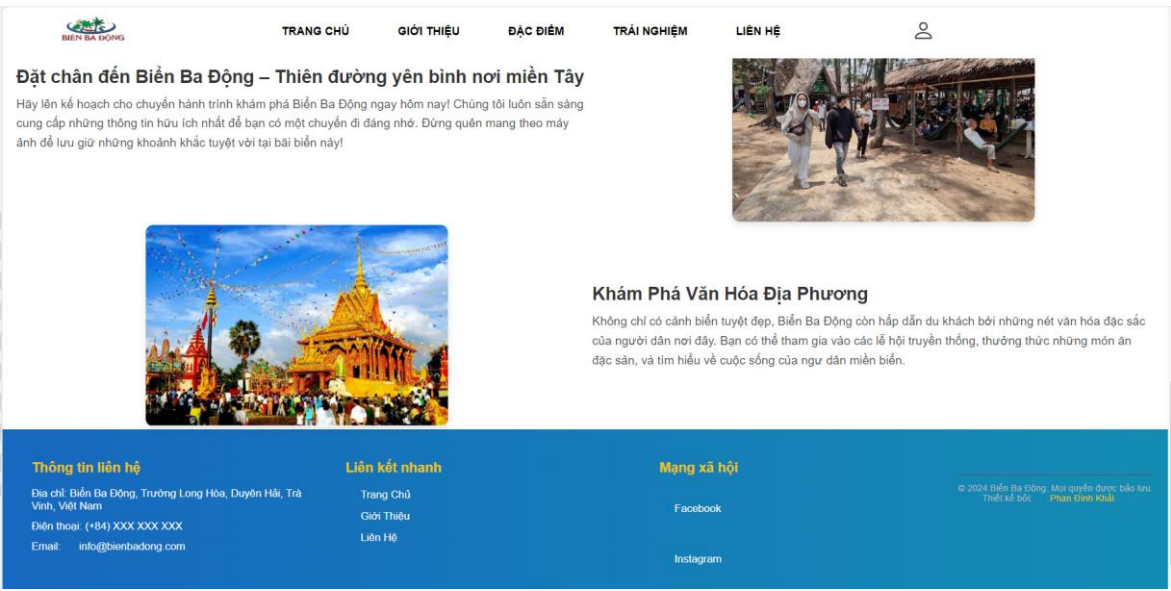 BIỂN BA ĐỘNG
TRANG CHỦ
GIỚI THIỆU
ĐẶC ĐIỂM
TRẢI NGHIỆM
LIÊN HỆ
Đặt chân đến Biển Ba Động – Thiên đường yên bình nơi miền Tây
Hãy lên kế hoạch cho chuyến hành trình khám phá Biển Ba Động ngay hôm nay! Chúng tôi luôn sẵn sàng
cung cấp những thông tin hữu ích nhất để bạn có một chuyến đi đáng nhớ. Đừng quên mang theo máy
ảnh để lưu giữ những khoảnh khắc tuyệt vời tại bãi biển này!
Khám Phá Văn Hóa Địa Phương
Không chỉ có cảnh biển tuyệt đẹp, Biển Ba Động còn hấp dẫn du khách bởi những nét văn hóa đặc sắc
của người dân nơi đây. Bạn có thể tham gia vào các lễ hội truyền thống, thưởng thức những món ăn
đặc sản, và tìm hiểu về cuộc sống của ngư dân miền biển.
Thông tin liên hệ
Địa chỉ: Biển Ba Động, Trường Long Hòa, Duyên Hải, Trà
Vinh, Việt Nam
Điện thoại: (+84) XXX XXX XXX
Email: info@bienbadong.com
Liên kết nhanh
Trang Chủ
Giới Thiệu
Liên Hệ
Mạng xã hội
Facebook
Instagram
© 2024 Biển Ba Động. Mọi quyền được bảo lưu.
Thiết kế bởi: Phan Đình Khải